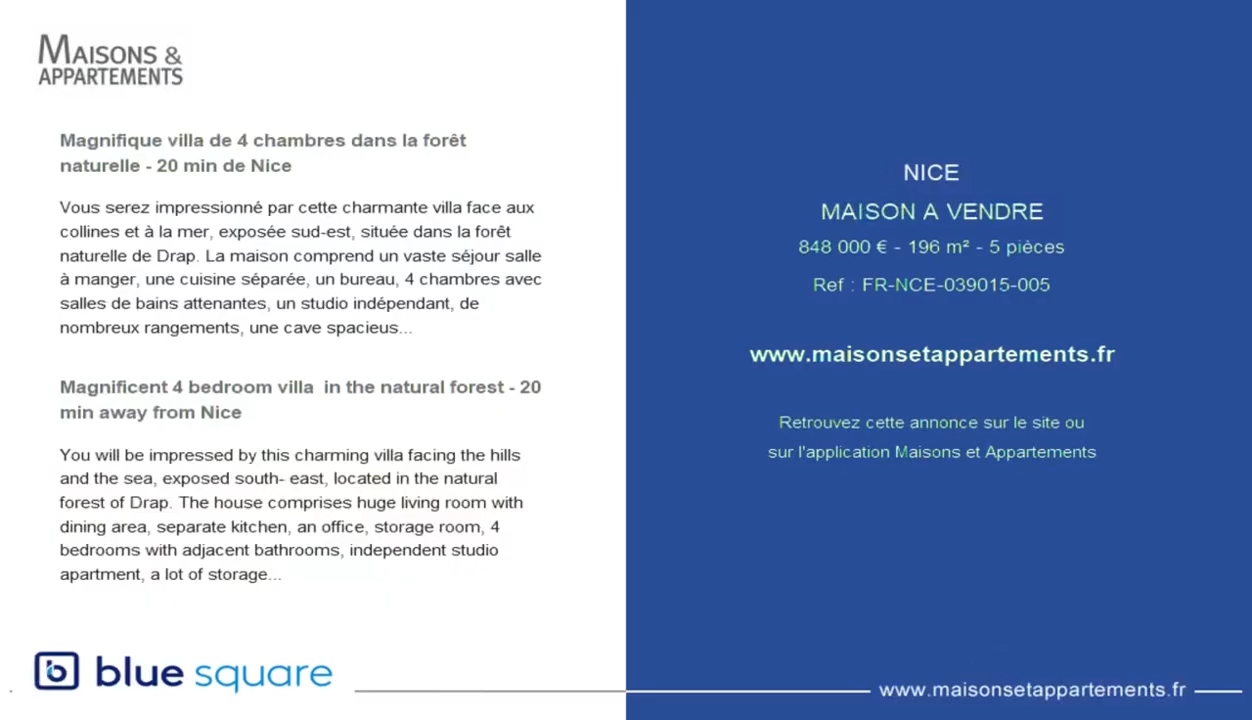 MAISONS &
APPARTEMENTS
Magnifique villa de 4 chambres dans la forêt
naturelle - 20 min de Nice
Vous serez impressionné par cette charmante villa face aux
collines et à la mer, exposée sud-est, située dans la forêt
naturelle de Drap. La maison comprend un vaste séjour salle
à manger, une cuisine séparée, un bureau, 4 chambres avec
salles de bains attenantes, un studio indépendant, de
nombreux rangements, une cave spacieus...
Magnificent 4 bedroom villa  in the natural forest - 20
min away from Nice
You will be impressed by this charming villa facing the hills
and the sea, exposed south- east, located in the natural
forest of Drap. The house comprises huge living room with
dining area, separate kitchen, an office, storage room, 4
bedrooms with adjacent bathrooms, independent studio
apartment, a lot of storage...
blue square
NICE
MAISON A VENDRE
848 000 € - 196 m² - 5 pièces
Ref : FR-NCE-039015-005
www.maisonsetappartements.fr
Retrouvez cette annonce sur le site ou
sur l'application Maisons et Appartements
www.maisonsetappartements.fr